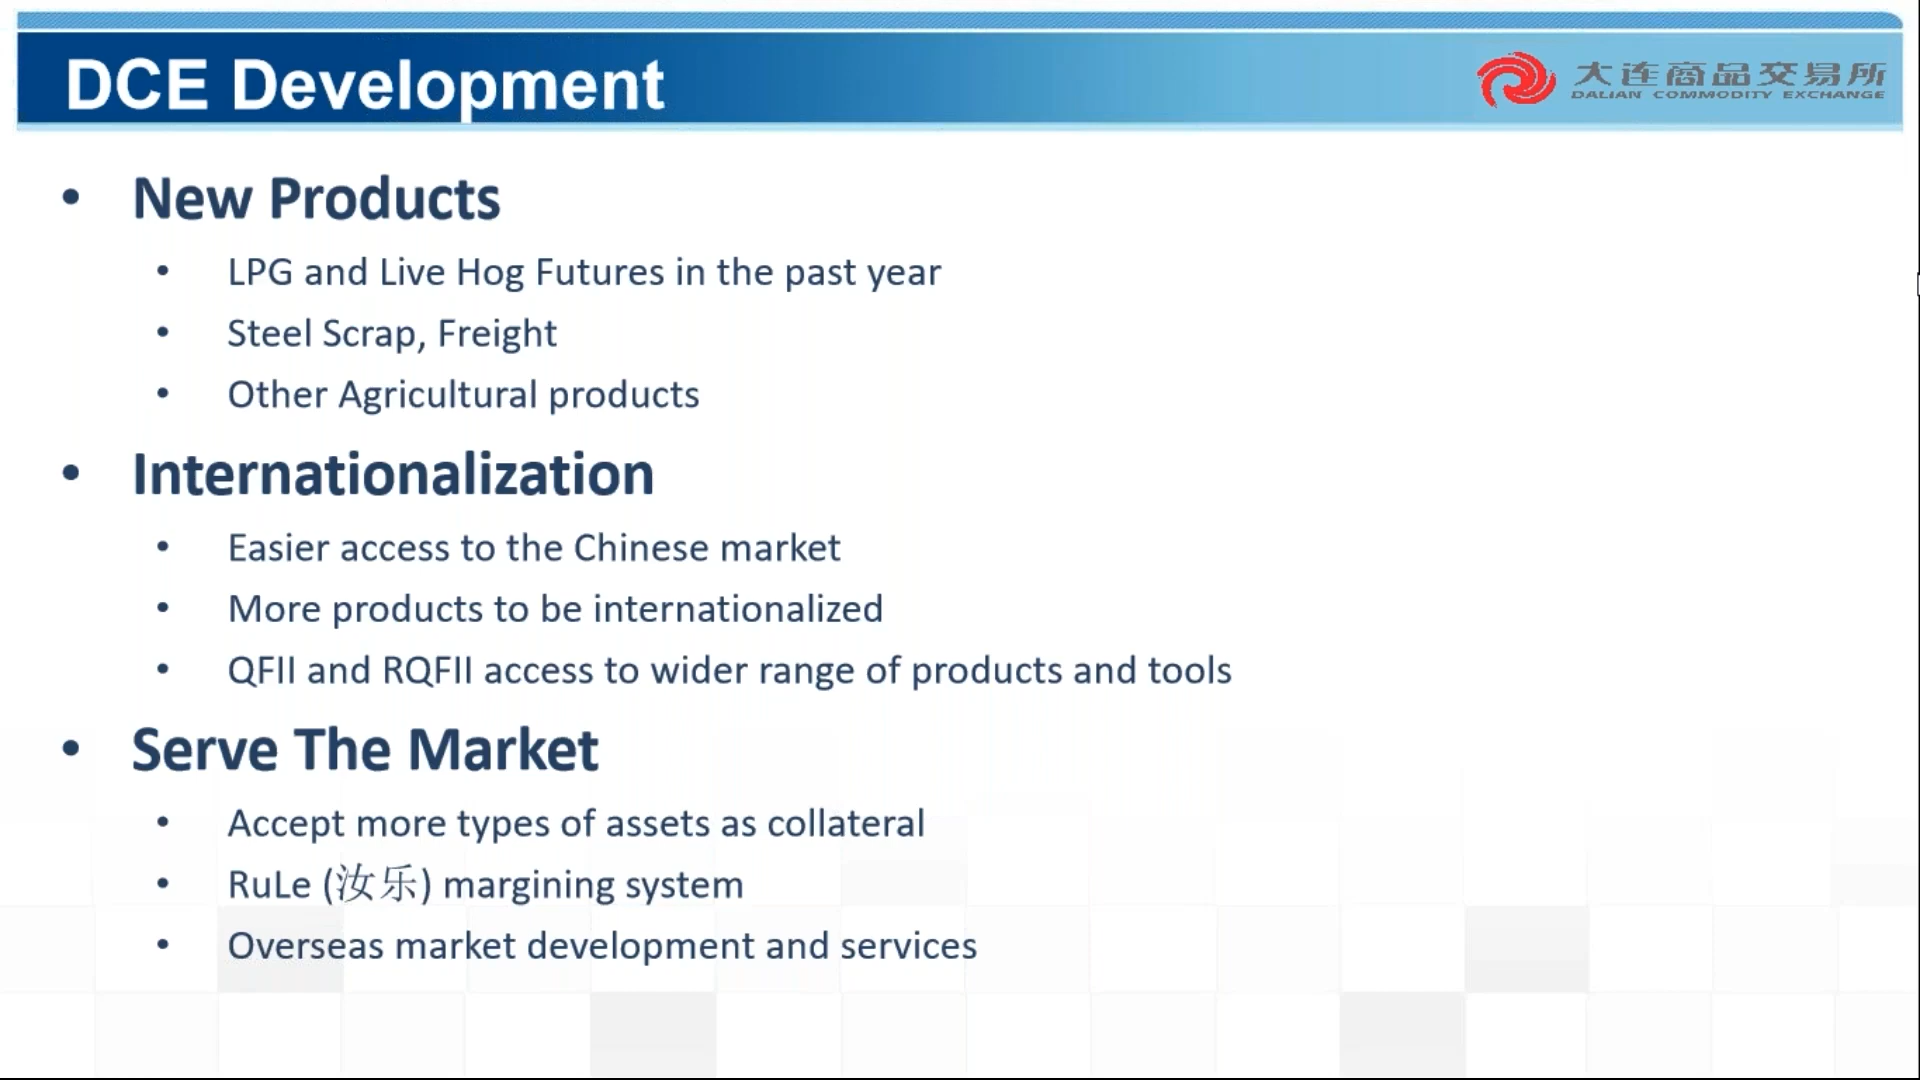 DCE Development
大连商品交易所
DALIAN COMMODITY EXCHANGE
• New Products
• LPG and Live Hog Futures in the past year
• Steel Scrap, Freight
• Other Agricultural products
• Internationalization
• Easier access to the Chinese market
• More products to be internationalized
• QFII and RQFII access to wider range of products and tools
• Serve The Market
• Accept more types of assets as collateral
• RuLe (汝乐) margining system
• Overseas market development and services